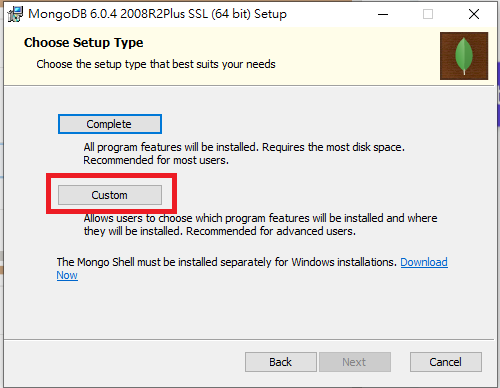 MongoDB 6.0.4 2008R2Plus SSL (64 bit) Setup
Choose Setup Type
Choose the setup type that best suits your needs
Complete
All program features will be installed. Requires the most disk space.
Recommended for most users.
Custom
Allows users to choose which program features will be installed and where
they will be installed. Recommended for advanced users.
The Mongo Shell must be installed separately for Windows installations. Download
Now
Back Next Cancel